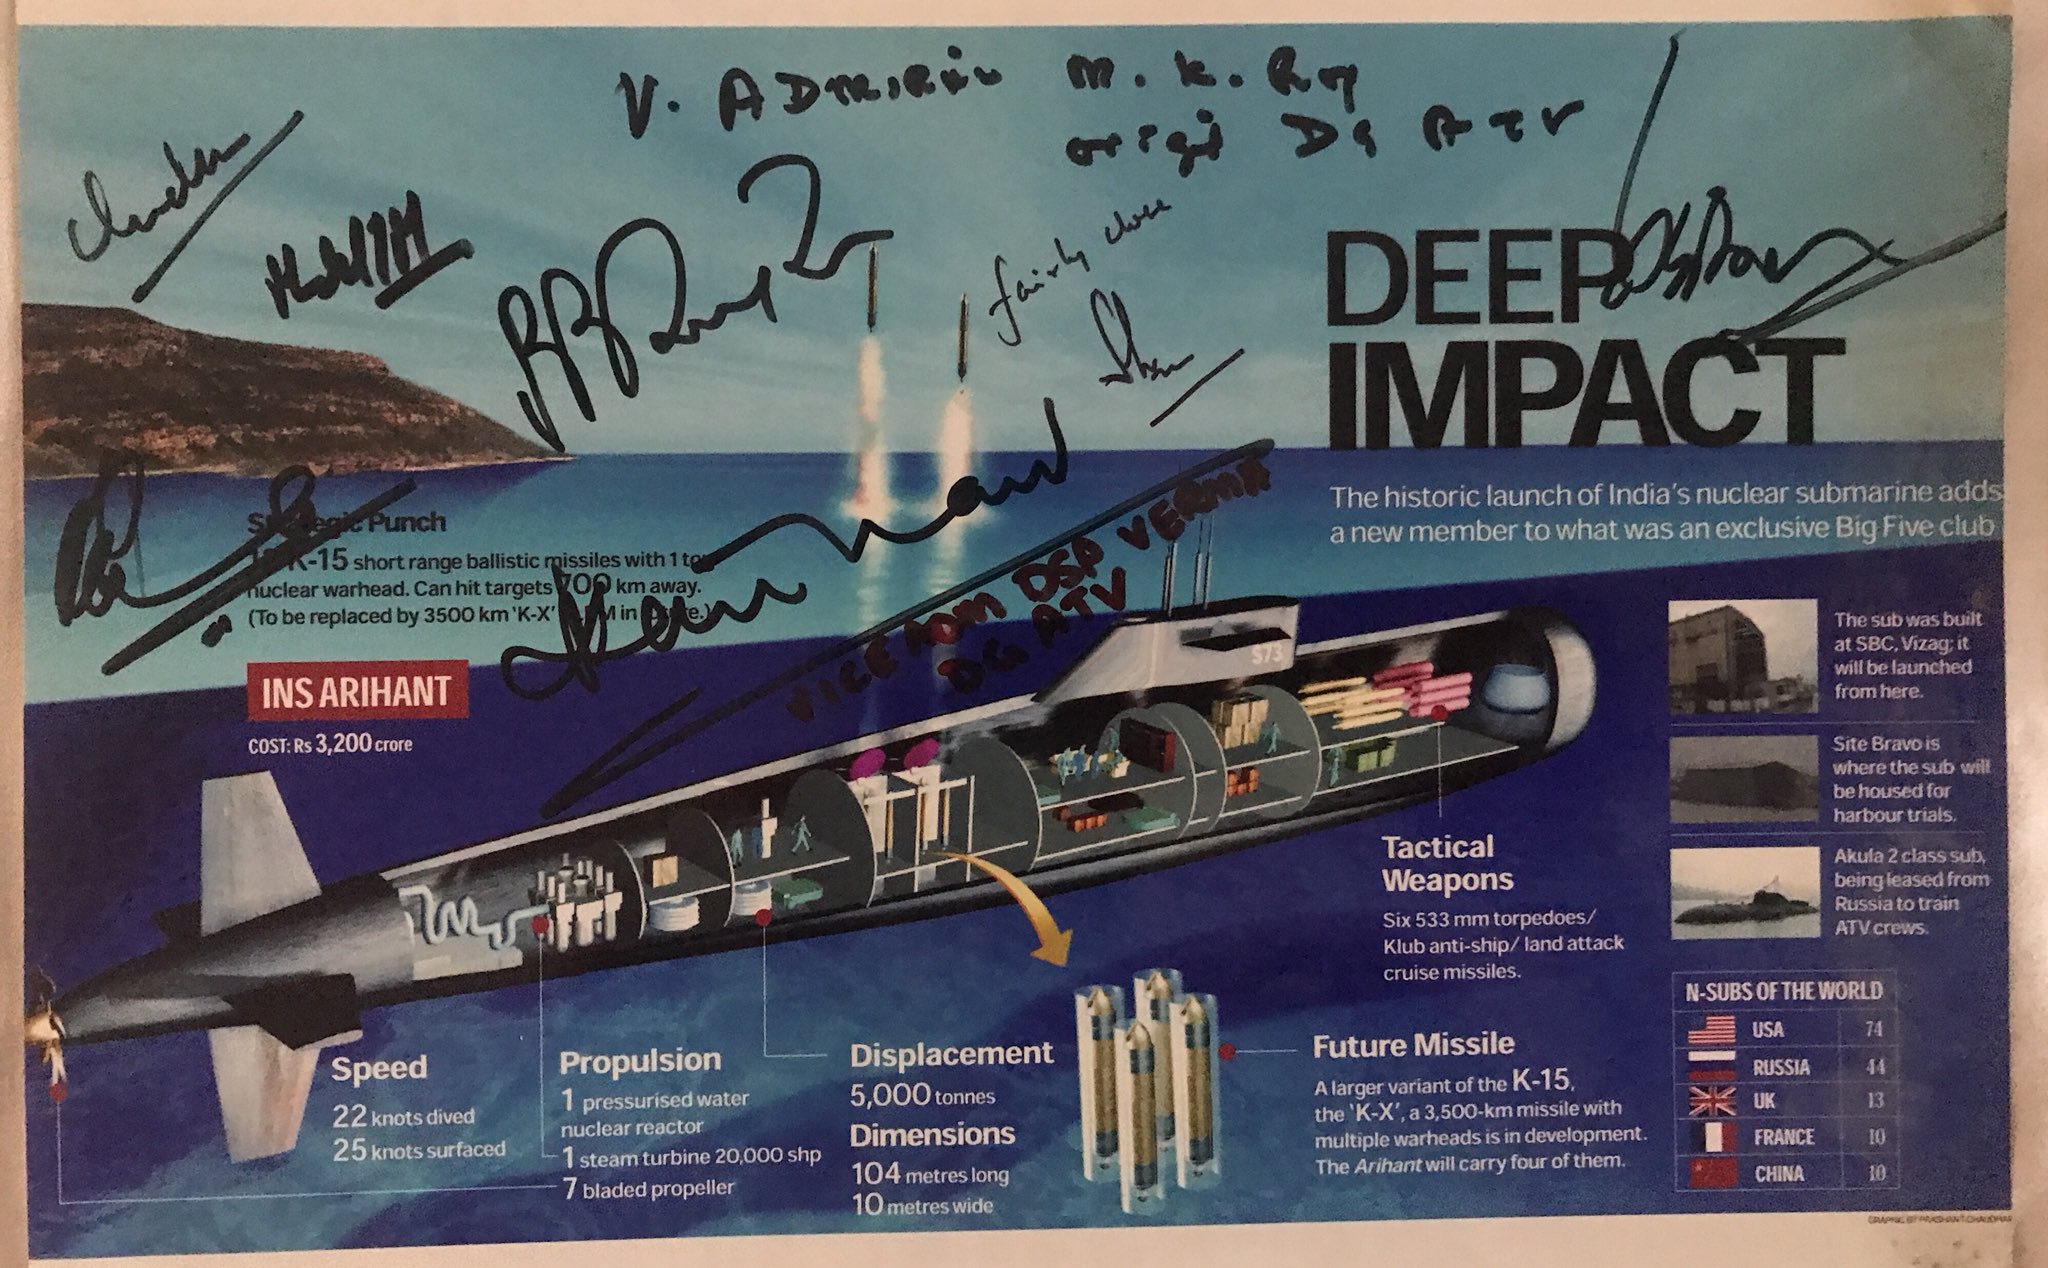 V. ADMIRAL M. K. Roy
DG ATV
fairly close
DEEP
IMPACT
The historic launch of India's nuclear submarine adds
a new member to what was an exclusive Big Five club
Strategic Punch
K-15 short range ballistic missiles with 1 ton
nuclear warhead. Can hit targets 700 km away.
(To be replaced by 3500 km 'K-X' in future.)
VICE ADM DSP VERMA
DG ATV
INS ARIHANT
COST: Rs 3,200 crore
S73
The sub was built
at SBC, Vizag; it
will be launched
from here.
Site Bravo is
where the sub will
be housed for
harbour trials.
Akula 2 class sub,
being leased from
Russia to train
ATV crews.
Tactical
Weapons
Six 533 mm torpedoes/
Klub anti-ship/ land attack
cruise missiles.
Speed
22 knots dived
25 knots surfaced
Propulsion
1 pressurised water
nuclear reactor
1 steam turbine 20,000 shp
7 bladed propeller
Displacement
5,000 tonnes
Dimensions
104 metres long
10 metres wide
Future Missile
A larger variant of the K-15,
the 'K-X', a 3,500-km missile with
multiple warheads is in development.
The Arihant will carry four of them.
N-SUBS OF THE WORLD
USA 74
RUSSIA 44
UK 13
FRANCE 10
CHINA 10
GRAPHIC BY PRASHANT CHAUDHARI